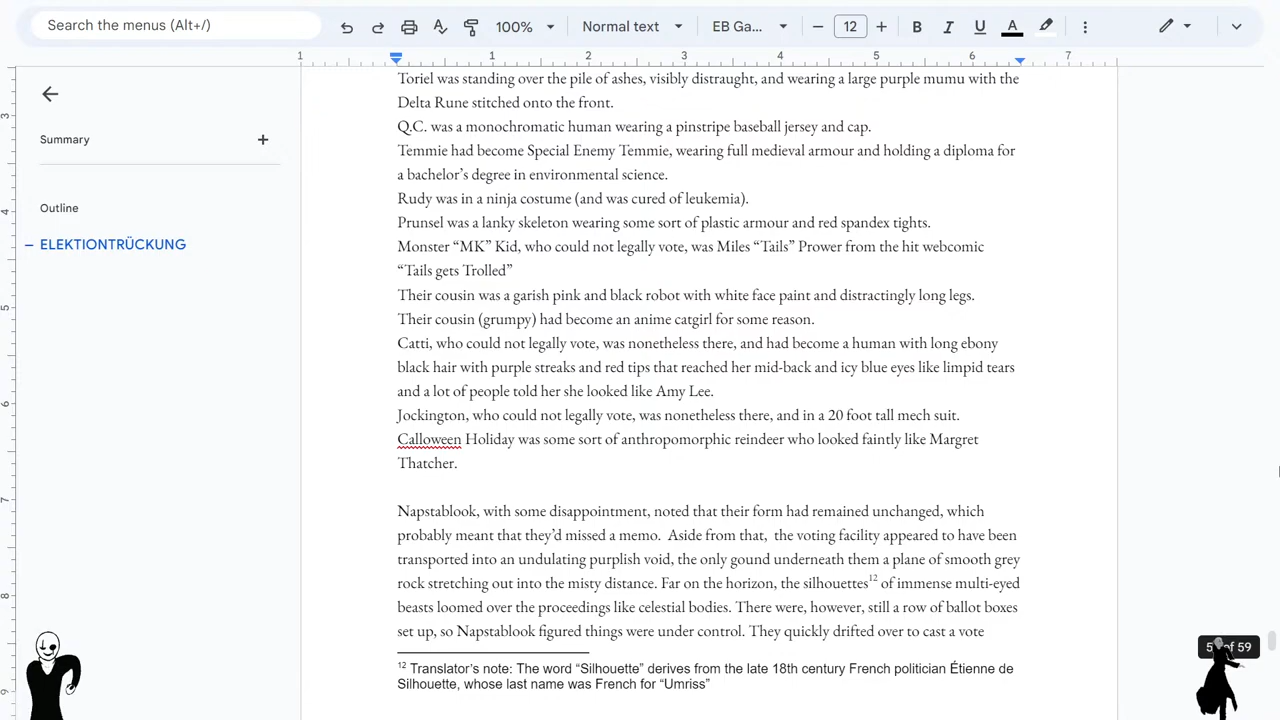 Search the menus (Alt+/)
100%
Normal text
EB Ga...
12
B
I
U
A
1
1
2
3
4
5
6
7
Summary
Outline
ELEKTIONTRÜCKUNG
3
4
5
6
7
8
9
Toriel was standing over the pile of ashes, visibly distraught, and wearing a large purple mumu with the
Delta Rune stitched onto the front.
Q.C. was a monochromatic human wearing a pinstripe baseball jersey and cap.
Temmie had become Special Enemy Temmie, wearing full medieval armour and holding a diploma for
a bachelor’s degree in environmental science.
Rudy was in a ninja costume (and was cured of leukemia).
Prunsel was a lanky skeleton wearing some sort of plastic armour and red spandex tights.
Monster “MK” Kid, who could not legally vote, was Miles “Tails” Prower from the hit webcomic
“Tails gets Trolled”
Their cousin was a garish pink and black robot with white face paint and distractingly long legs.
Their cousin (grumpy) had become an anime catgirl for some reason.
Catti, who could not legally vote, was nonetheless there, and had become a human with long ebony
black hair with purple streaks and red tips that reached her mid-back and icy blue eyes like limpid tears
and a lot of people told her she looked like Amy Lee.
Jockington, who could not legally vote, was nonetheless there, and in a 20 foot tall mech suit.
Calloween Holiday was some sort of anthropomorphic reindeer who looked faintly like Margret
Thatcher.
Napstablook, with some disappointment, noted that their form had remained unchanged, which
probably meant that they’d missed a memo.  Aside from that,  the voting facility appeared to have been
transported into an undulating purplish void, the only gound underneath them a plane of smooth grey
rock stretching out into the misty distance. Far on the horizon, the silhouettes12 of immense multi-eyed
beasts loomed over the proceedings like celestial bodies. There were, however, still a row of ballot boxes
set up, so Napstablook figured things were under control. They quickly drifted over to cast a vote
12 Translator’s note: The word “Silhouette” derives from the late 18th century French politician Étienne de
Silhouette, whose last name was French for “Umriss”
of 59